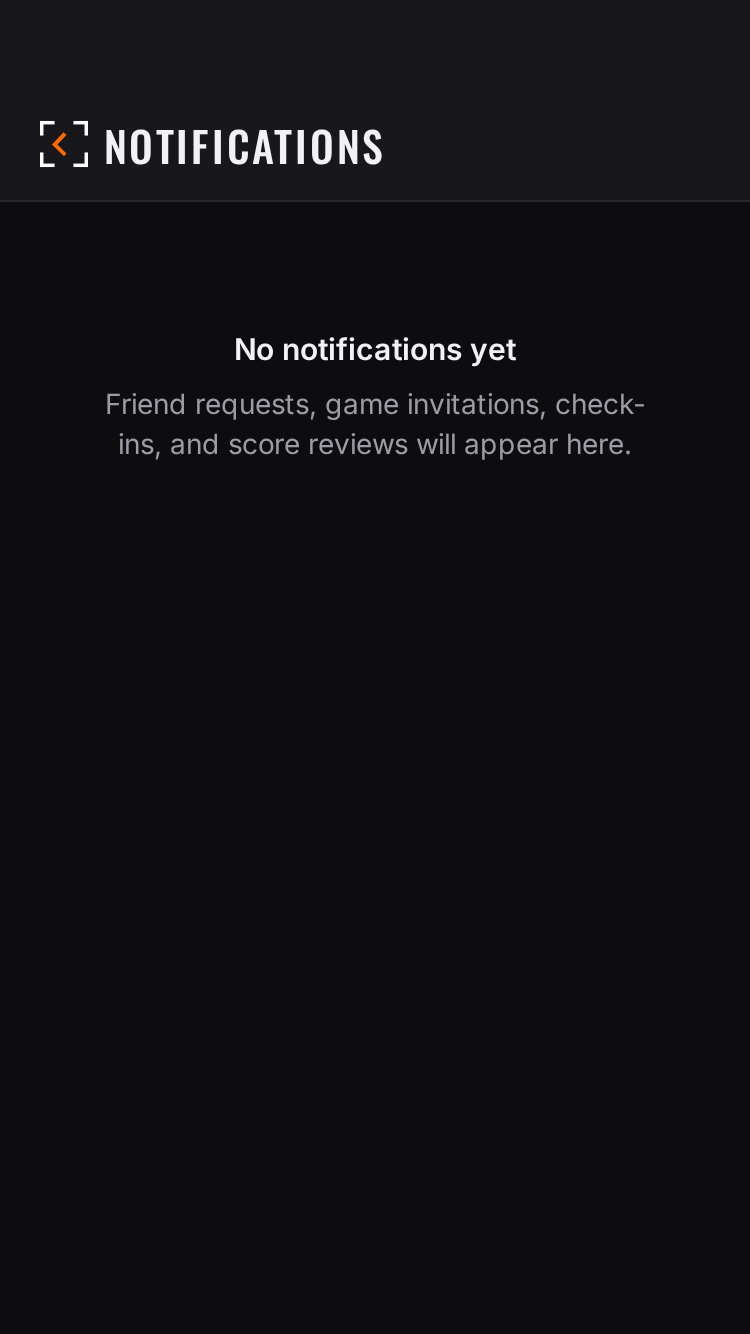 NOTIFICATIONS
No notifications yet
Friend requests, game invitations, check-
ins, and score reviews will appear here.